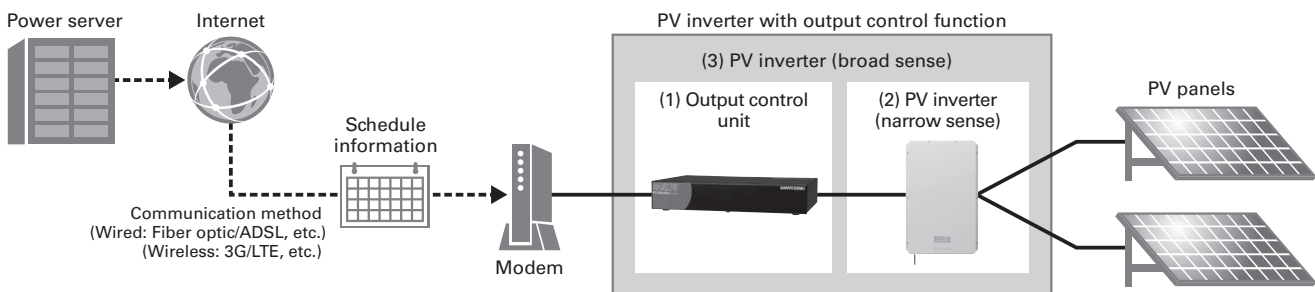 Power server
Internet
PV inverter with output control function
(3) PV inverter (broad sense)
(1) Output control
unit
(2) PV inverter
(narrow sense)
PV panels
Schedule
information
Communication method
(Wired: Fiber optic/ADSL, etc.)
(Wireless: 3G/LTE, etc.)
Modem